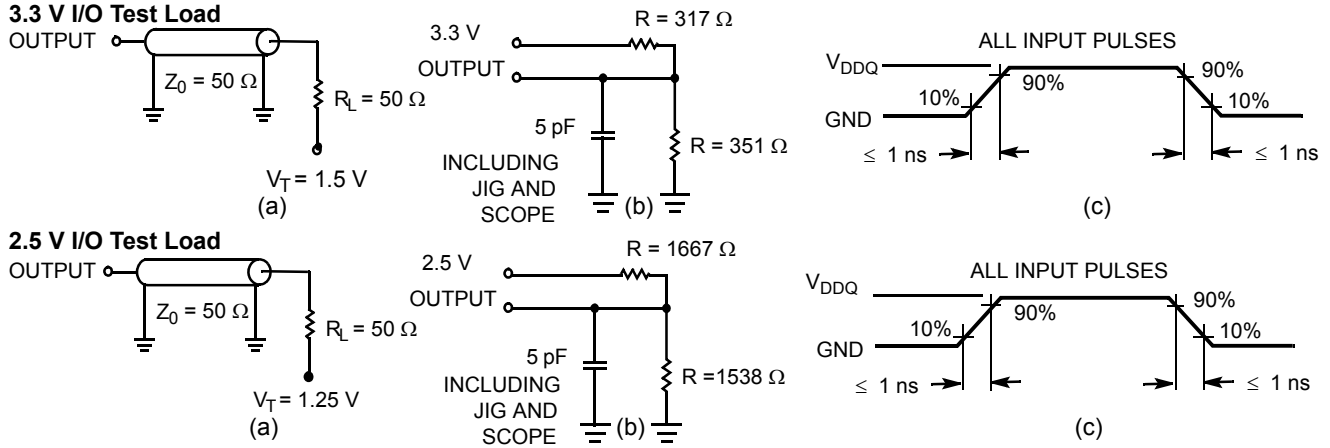 3.3 V I/O Test Load
OUTPUT
Z0 = 50 Ω
RL = 50 Ω
VT = 1.5 V
(a)
R = 317 Ω
3.3 V
OUTPUT
5 pF
INCLUDING
JIG AND
SCOPE
R = 351 Ω
(b)
ALL INPUT PULSES
VDDQ
GND
10%
90%
90%
10%
≤ 1 ns
≤ 1 ns
(c)
2.5 V I/O Test Load
OUTPUT
Z0 = 50 Ω
RL = 50 Ω
VT = 1.25 V
(a)
R = 1667 Ω
2.5 V
OUTPUT
5 pF
INCLUDING
JIG AND
SCOPE
R =1538 Ω
(b)
ALL INPUT PULSES
VDDQ
GND
10%
90%
90%
10%
≤ 1 ns
≤ 1 ns
(c)